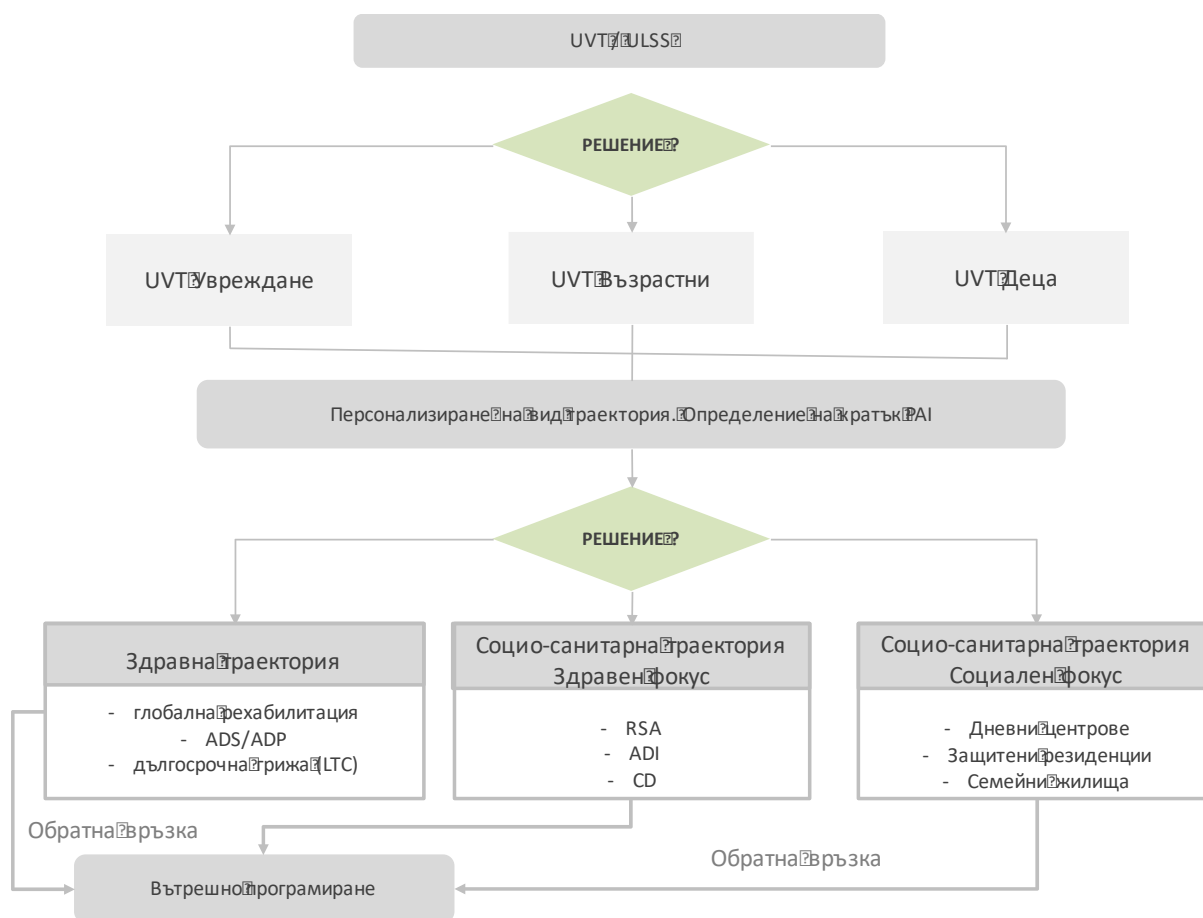 UVT / ULSS
РЕШЕНИЕ ?
UVT Увреждане
UVT Възрастни
UVT Деца
Персонализиране на вид траектория. Определение на кратък PAI
РЕШЕНИЕ ?
Здравна траектория
- глобална рехабилитация
- ADS/ADP
- дългосрочна грижа (LTC)
Социо-санитарна траектория
Здравен фокус
- RSA
- ADI
- CD
Социо-санитарна траектория
Социален фокус
- Дневни центрове
- Защитени резиденции
- Семейни жилища
Обратна връзка
Обратна връзка
Вътрешно програмиране